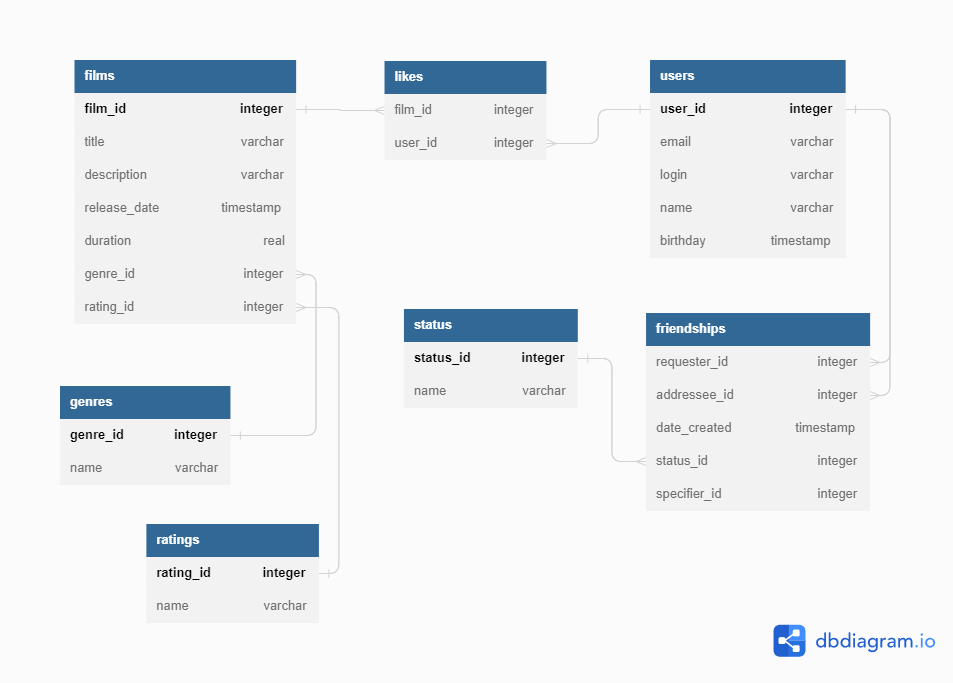 films
film_id integer
title varchar
description varchar
release_date timestamp
duration real
genre_id integer
rating_id integer
likes
film_id integer
user_id integer
users
user_id integer
email varchar
login varchar
name varchar
birthday timestamp
status
status_id integer
name varchar
friendships
requester_id integer
addressee_id integer
date_created timestamp
status_id integer
specifier_id integer
genres
genre_id integer
name varchar
ratings
rating_id integer
name varchar
dbdiagram.io